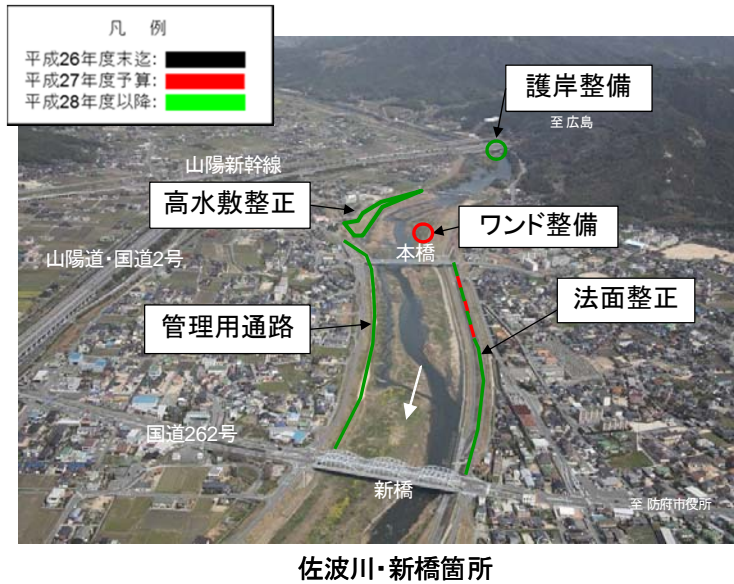 凡 例
平成26年度末迄:
平成27年度予算:
平成28年度以降:
護岸整備
至 広島
山陽新幹線
高水敷整正
ワンド整備
本橋
山陽道・国道2号
法面整正
管理用通路
国道262号
新橋
至 防府市役所
佐波川・新橋箇所